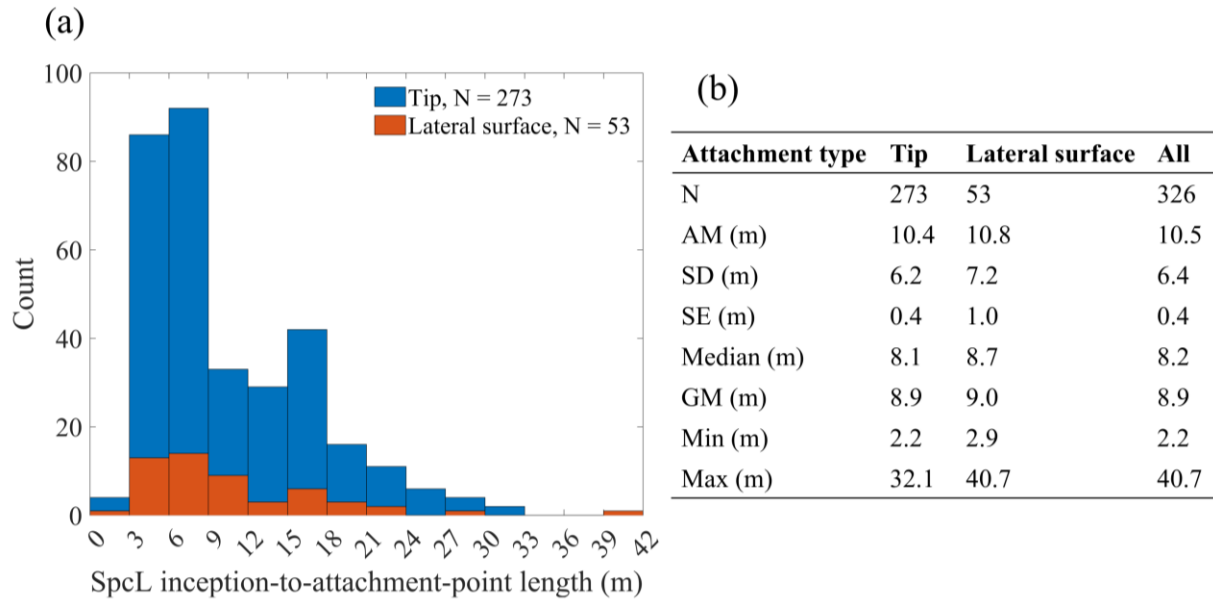 (a)
100
80
60
40
20
0
Count
Tip, N = 273
Lateral surface, N = 53
0 3 6 9 12 15 18 21 24 27 30 33 36 39 42
SpcL inception-to-attachment-point length (m)
(b)
Attachment type Tip Lateral surface All
N 273 53 326
AM (m) 10.4 10.8 10.5
SD (m) 6.2 7.2 6.4
SE (m) 0.4 1.0 0.4
Median (m) 8.1 8.7 8.2
GM (m) 8.9 9.0 8.9
Min (m) 2.2 2.9 2.2
Max (m) 32.1 40.7 40.7